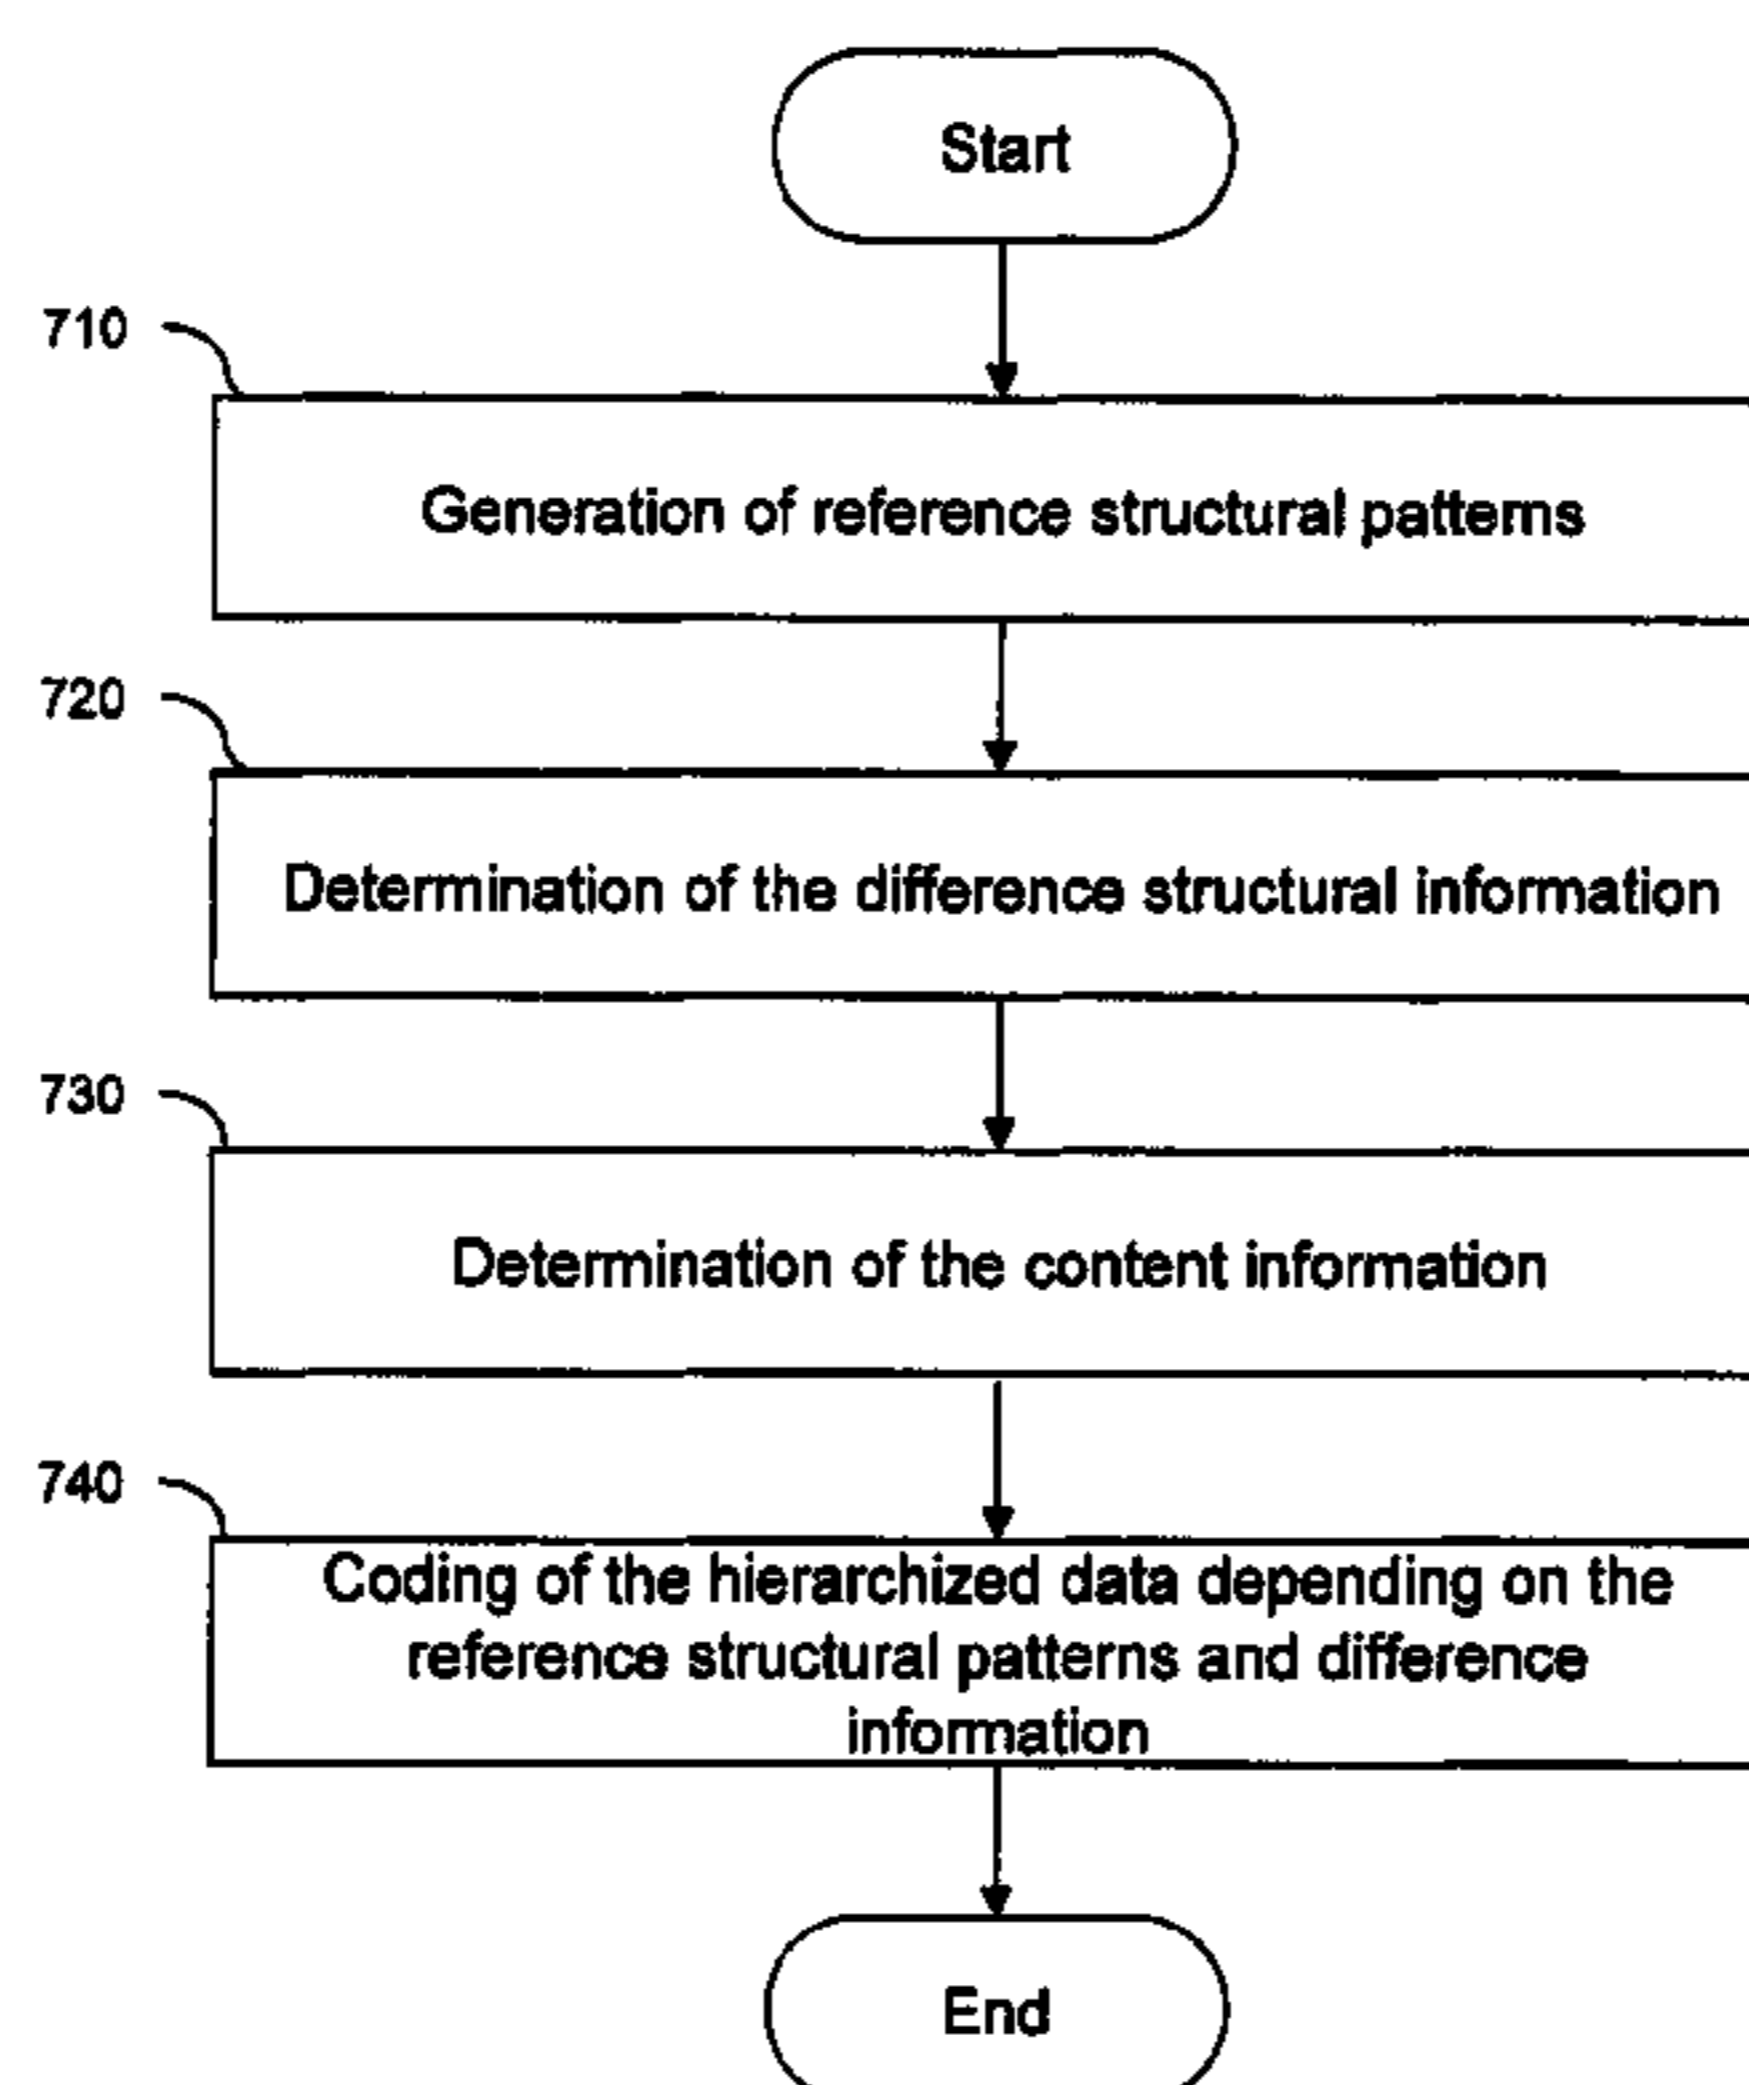 Start
710
Generation of reference structural patterns
720
Determination of the difference structural information
730
Determination of the content information
740
Coding of the hierarchized data depending on the
reference structural patterns and difference
information
End